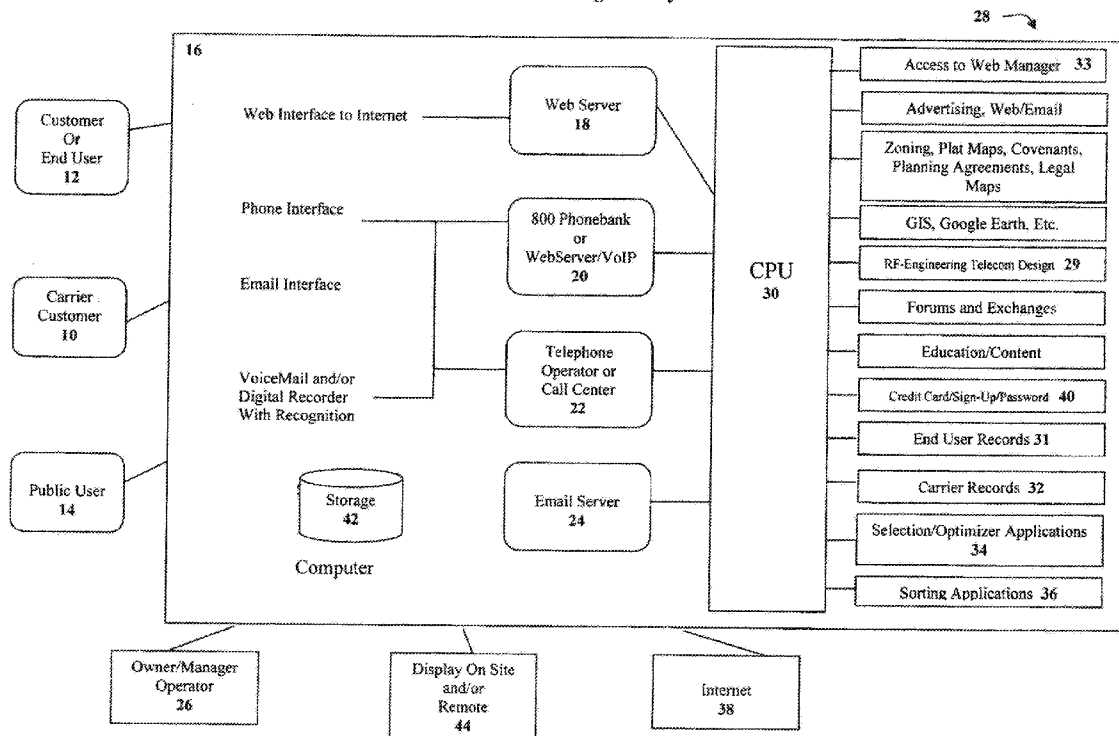 28
16
Customer
Or
End User
12
Carrier
Customer
10
Public User
14
Web Interface to Internet
Phone Interface
Email Interface
VoiceMail and/or
Digital Recorder
With Recognition
Storage
42
Computer
Web Server
18
800 Phonebank
or
WebServer/VoIP
20
Telephone
Operator or
Call Center
22
Email Server
24
CPU
30
Access to Web Manager 33
Advertising, Web/Email
Zoning, Plat Maps, Covenants,
Planning Agreements, Legal
Maps
GIS, Google Earth, Etc.
RF-Engineering Telecom Design 29
Forums and Exchanges
Education/Content
Credit Card/Sign-Up/Password 40
End User Records 31
Carrier Records 32
Selection/Optimizer Applications
34
Sorting Applications 36
Owner/Manager
Operator
26
Display On Site
and/or
Remote
44
Internet
38